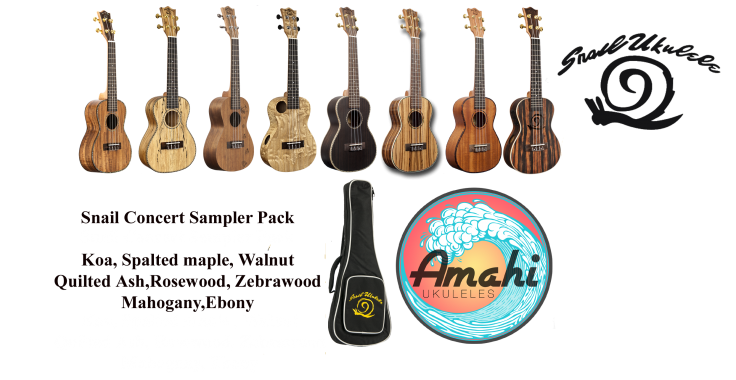 Snail Ukulele
Snail Concert Sampler Pack
Koa, Spalted maple, Walnut
Quilted Ash,Rosewood, Zebrawood
Mahogany,Ebony
Snail Ukulele
Amahi
UKULELES